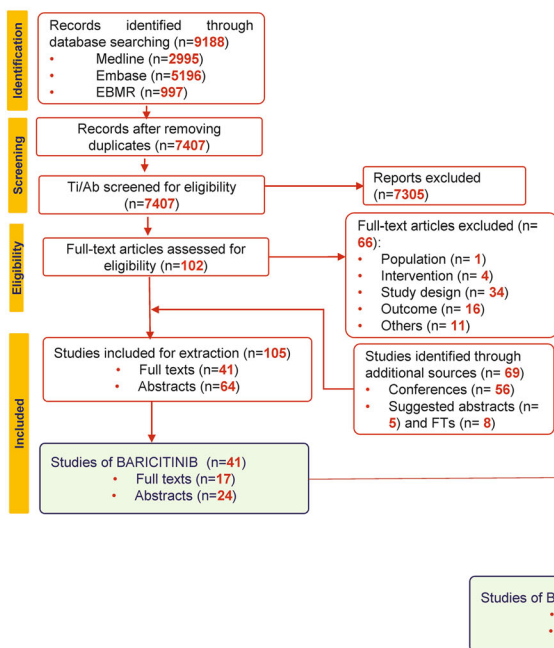 Identification
Records identified through
database searching (n=9188)
• Medline (n=2995)
• Embase (n=5196)
• EBMR (n=997)
Screening
Records after removing
duplicates (n=7407)
Ti/Ab screened for eligibility
(n=7407)
Reports excluded
(n=7305)
Eligibility
Full-text articles assessed for
eligibility (n=102)
Full-text articles excluded (n=
66):
• Population (n= 1)
• Intervention (n= 4)
• Study design (n= 34)
• Outcome (n= 16)
• Others (n= 11)
Included
Studies included for extraction (n=105)
• Full texts (n=41)
• Abstracts (n=64)
Studies identified through
additional sources (n= 69)
• Conferences (n= 56)
• Suggested abstracts (n=
5) and FTs (n= 8)
Studies of BARICITINIB (n=41)
• Full texts (n=17)
• Abstracts (n=24)
Studies of B
•
•